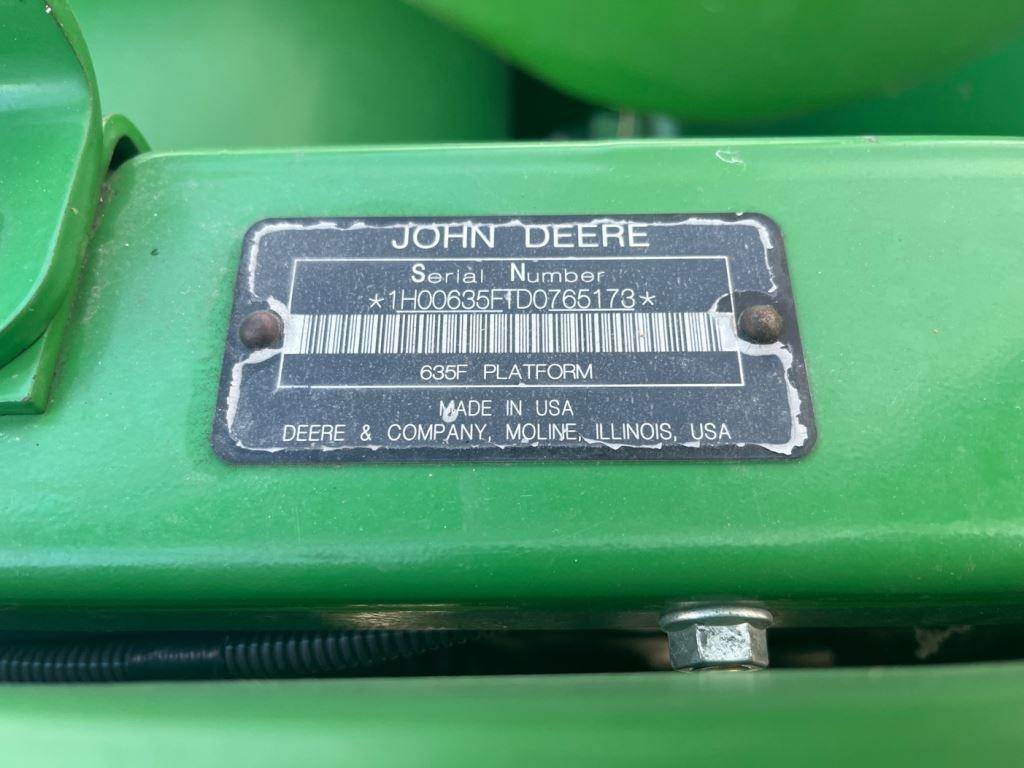 JOHN DEERE
Serial Number
*1H00635FTD0765173*
635F PLATFORM
MADE IN USA
DEERE & COMPANY, MOLINE, ILLINOIS, USA